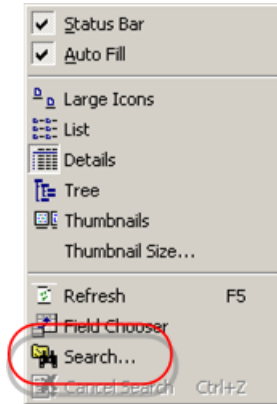 Status Bar
Auto Fill
Large Icons
List
Details
Tree
Thumbnails
Thumbnail Size...
Refresh F5
Field Chooser
Search...
Cancel Search Ctrl+Z